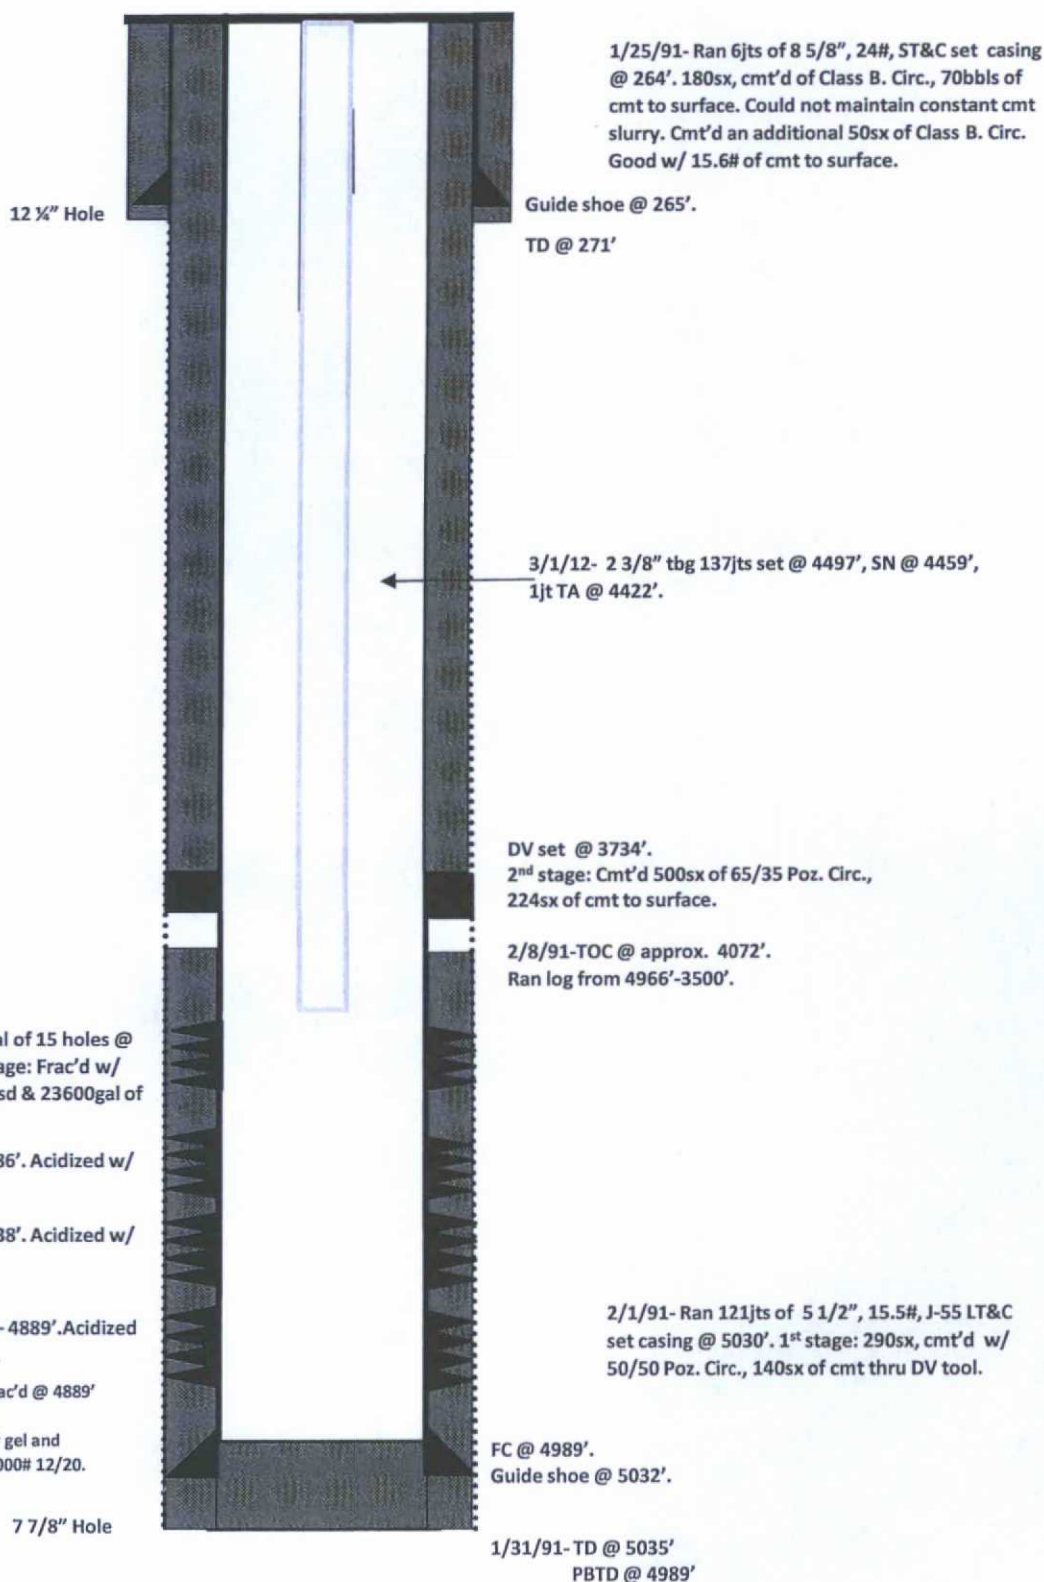 1/25/91- Ran 6jts of 8 5/8”, 24#, ST&C set casing
@ 264’. 180sx, cmt’d of Class B. Circ., 70bbls of
cmt to surface. Could not maintain constant cmt
slurry. Cmt’d an additional 50sx of Class B. Circ.
Good w/ 15.6# of cmt to surface.
12 ¼” Hole
Guide shoe @ 265’.
TD @ 271’
3/1/12- 2 3/8” tbg 137jts set @ 4497’, SN @ 4459’,
1jt TA @ 4422’.
DV set @ 3734’.
2nd stage: Cmt’d 500sx of 65/35 Poz. Circ.,
224sx of cmt to surface.
2/8/91-TOC @ approx. 4072’.
Ran log from 4966’-3500’.
of 15 holes @
Frac’d w/
sd & 23600gal of
36’. Acidized w/
38’. Acidized w/
- 4889’.Acidized
2/1/91- Ran 121jts of 5 1/2”, 15.5#, J-55 LT&C
set casing @ 5030’. 1st stage: 290sx, cmt’d w/
50/50 Poz. Circ., 140sx of cmt thru DV tool.
@ 4889’
gel and
000# 12/20.
FC @ 4989’.
Guide shoe @ 5032’.
7 7/8” Hole
1/31/91- TD @ 5035’
PBTD @ 4989’